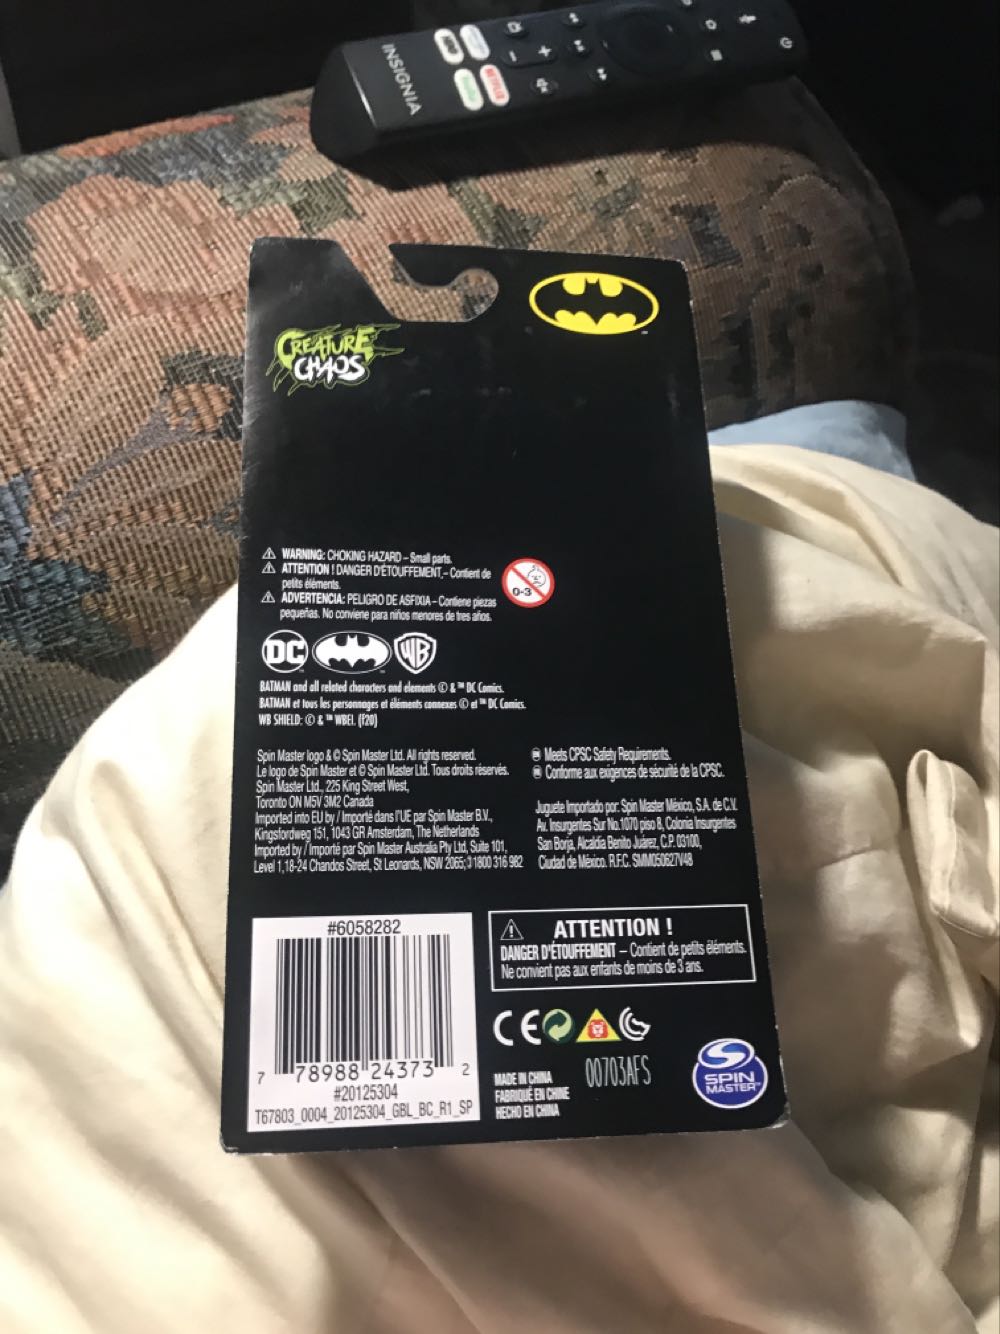 INSIGNIA
NETFLIX
CREATURE
CHAOS
WARNING: CHOKING HAZARD – Small parts.
ATTENTION ! DANGER D'ÉTOUFFEMENT – Contient de
petits éléments.
ADVERTENCIA: PELIGRO DE ASFIXIA – Contiene piezas
pequeñas. No conviene para niños menores de tres años.
0-3
DC WB
BATMAN and all related characters and elements © & ™ DC Comics.
BATMAN et tous les personnages et éléments connexes © et ™ DC Comics.
WB SHIELD: © & ™ WBEI. (f20)
Spin Master logo & © Spin Master Ltd. All rights reserved.
Le logo de Spin Master et © Spin Master Ltd. Tous droits réservés.
Spin Master Ltd., 225 King Street West,
Toronto ON M5V 3M2 Canada
Imported into EU by / Importé dans l'UE par Spin Master B.V.,
Kingsfordweg 151, 1043 GR Amsterdam, The Netherlands
Imported by / Importé par Spin Master Australia Pty Ltd, Suite 101,
Level 1, 18-24 Chandos Street, St Leonards, NSW 2065; 1800 316 982
Meets CPSC Safety Requirements.
Conforme aux exigences de sécurité de la CPSC.
Juguete Importado por: Spin Master México, S.A. de C.V.
Av. Insurgentes Sur No. 1070 piso 8, Colonia Insurgentes
San Borja, Alcaldía Benito Juárez, C.P. 03100,
Ciudad de México. R.F.C. SMM050627V48
#6058282
7 78988 24373 2
#20125304
T67803_0004_20125304_GBL_BC_R1_SP
ATTENTION !
DANGER D'ÉTOUFFEMENT – Contient de petits éléments.
Ne convient pas aux enfants de moins de 3 ans.
CE
MADE IN CHINA
FABRIQUÉ EN CHINE
HECHO EN CHINA
00703AFS
SPIN
MASTER™